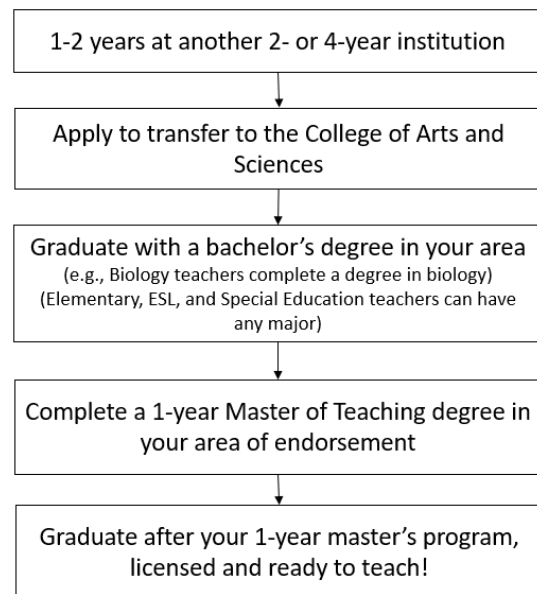 1-2 years at another 2- or 4-year institution
Apply to transfer to the College of Arts and
Sciences
Graduate with a bachelor’s degree in your area
(e.g., Biology teachers complete a degree in biology)
(Elementary, ESL, and Special Education teachers can have
any major)
Complete a 1-year Master of Teaching degree in
your area of endorsement
Graduate after your 1-year master’s program,
licensed and ready to teach!